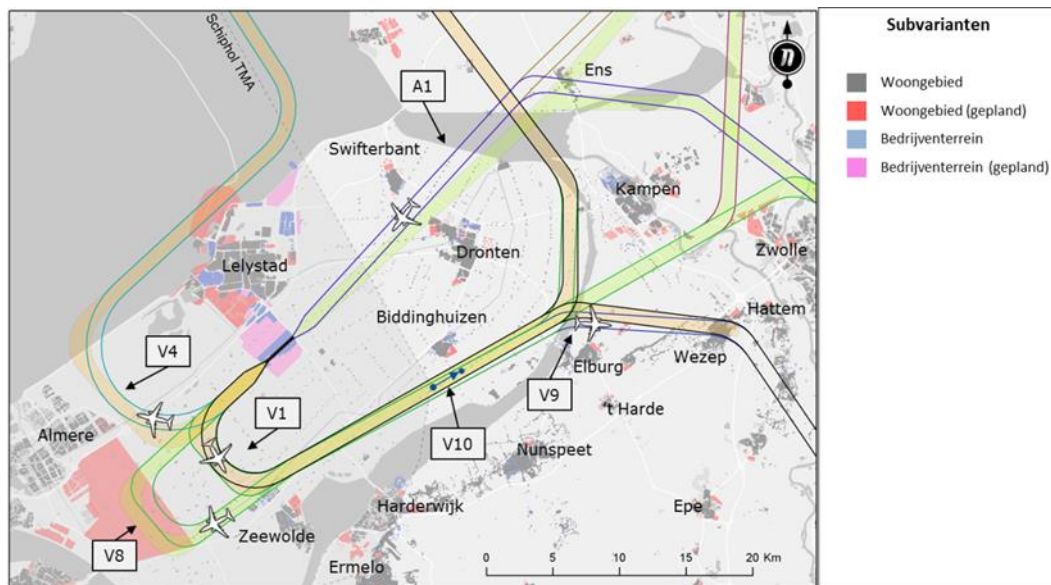 Subvarianten
Schiphol TMA
n
Ens
A1
Woongebied
Woongebied (gepland)
Swifterbant
Bedrijventerrein
Bedrijventerrein (gepland)
Kampen
Dronten
Zwolle
Lelystad
Biddinghuizen
Hattem
V4
Wezep
Elburg
V9
V1
't Harde
Almere
V10
Nunspeet
Harderwijk
Epe
Zeewolde
V8
0 5 10 15 20 Km
Ermelo